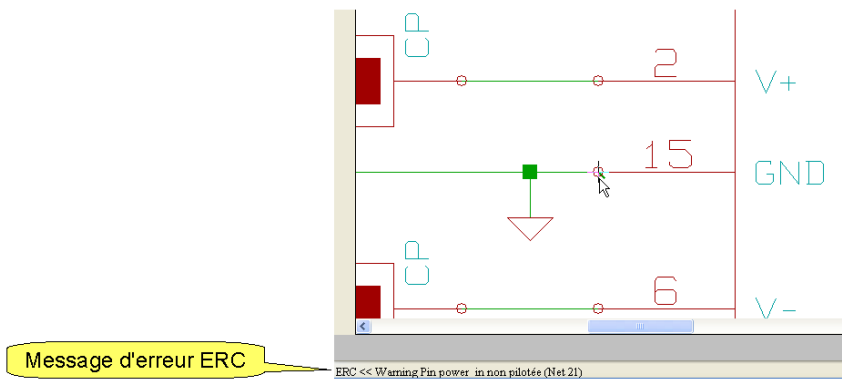 CP
2
V+
15
GND
CP
6
V-
Message d'erreur ERC
ERC << Warning Pin power in non pilotée (Net 21)